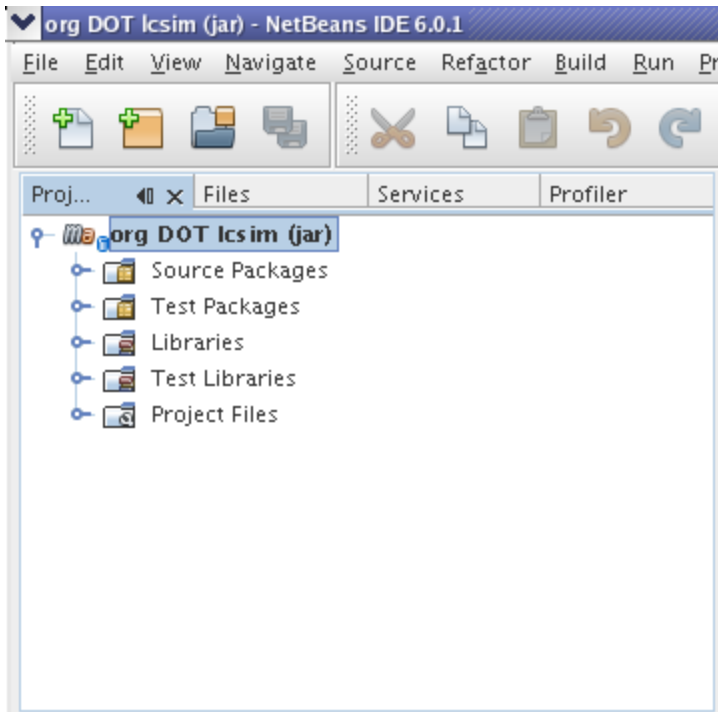 org DOT lcsim (jar) - NetBeans IDE 6.0.1
File Edit View Navigate Source Refactor Build Run Pr
Proj... Files Services Profiler
org DOT lcsim (jar)
Source Packages
Test Packages
Libraries
Test Libraries
Project Files